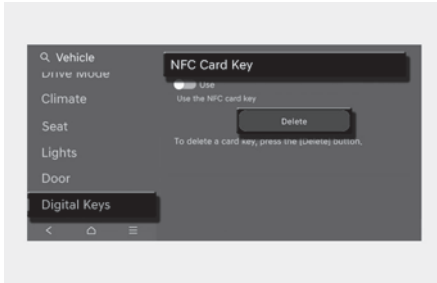 Vehicle
Drive Mode
Climate
Seat
Lights
Door
Digital Keys
NFC Card Key
Use
Use the NFC card key
Delete
To delete a card key, press the [Delete] button.